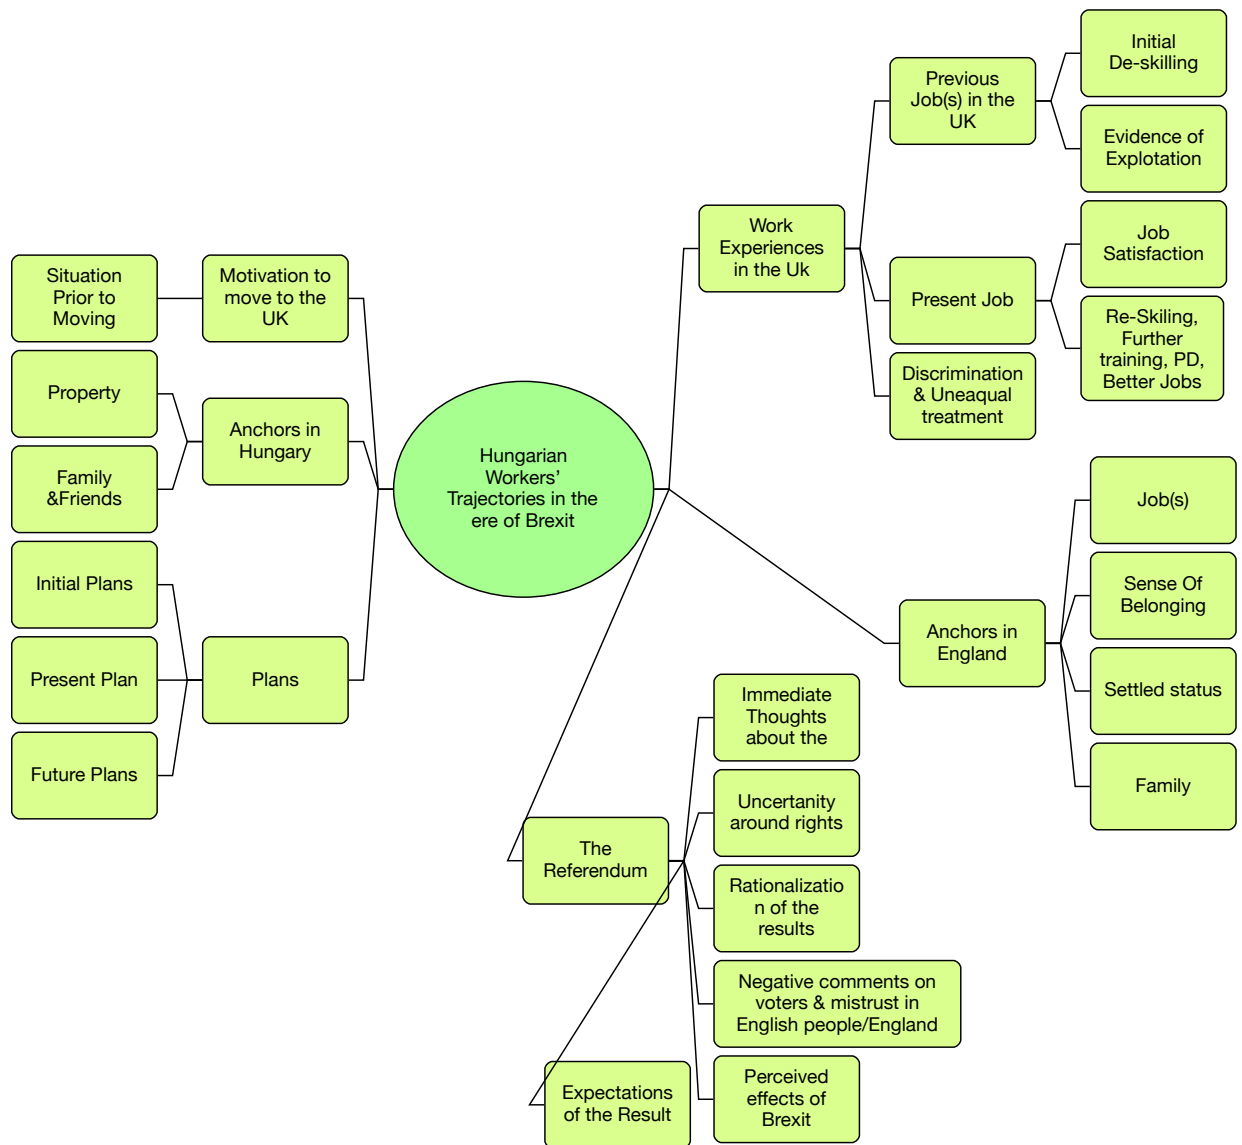 Hungarian
Workers'
Trajectories in the
ere of Brexit
Motivation to
move to the
UK
Situation
Prior to
Moving
Anchors in
Hungary
Property
Family
&Friends
Plans
Initial Plans
Present Plan
Future Plans
Work
Experiences
in the Uk
Previous
Job(s) in the
UK
Initial
De-skilling
Evidence of
Explotation
Present Job
Job
Satisfaction
Re-Skiling,
Further
training, PD,
Better Jobs
Discrimination
& Uneaqual
treatment
Anchors in
England
Job(s)
Sense Of
Belonging
Settled status
Family
The
Referendum
Immediate
Thoughts
about the
Uncertanity
around rights
Rationalizatio
n of the
results
Negative comments on
voters & mistrust in
English people/England
Perceived
effects of
Brexit
Expectations
of the Result